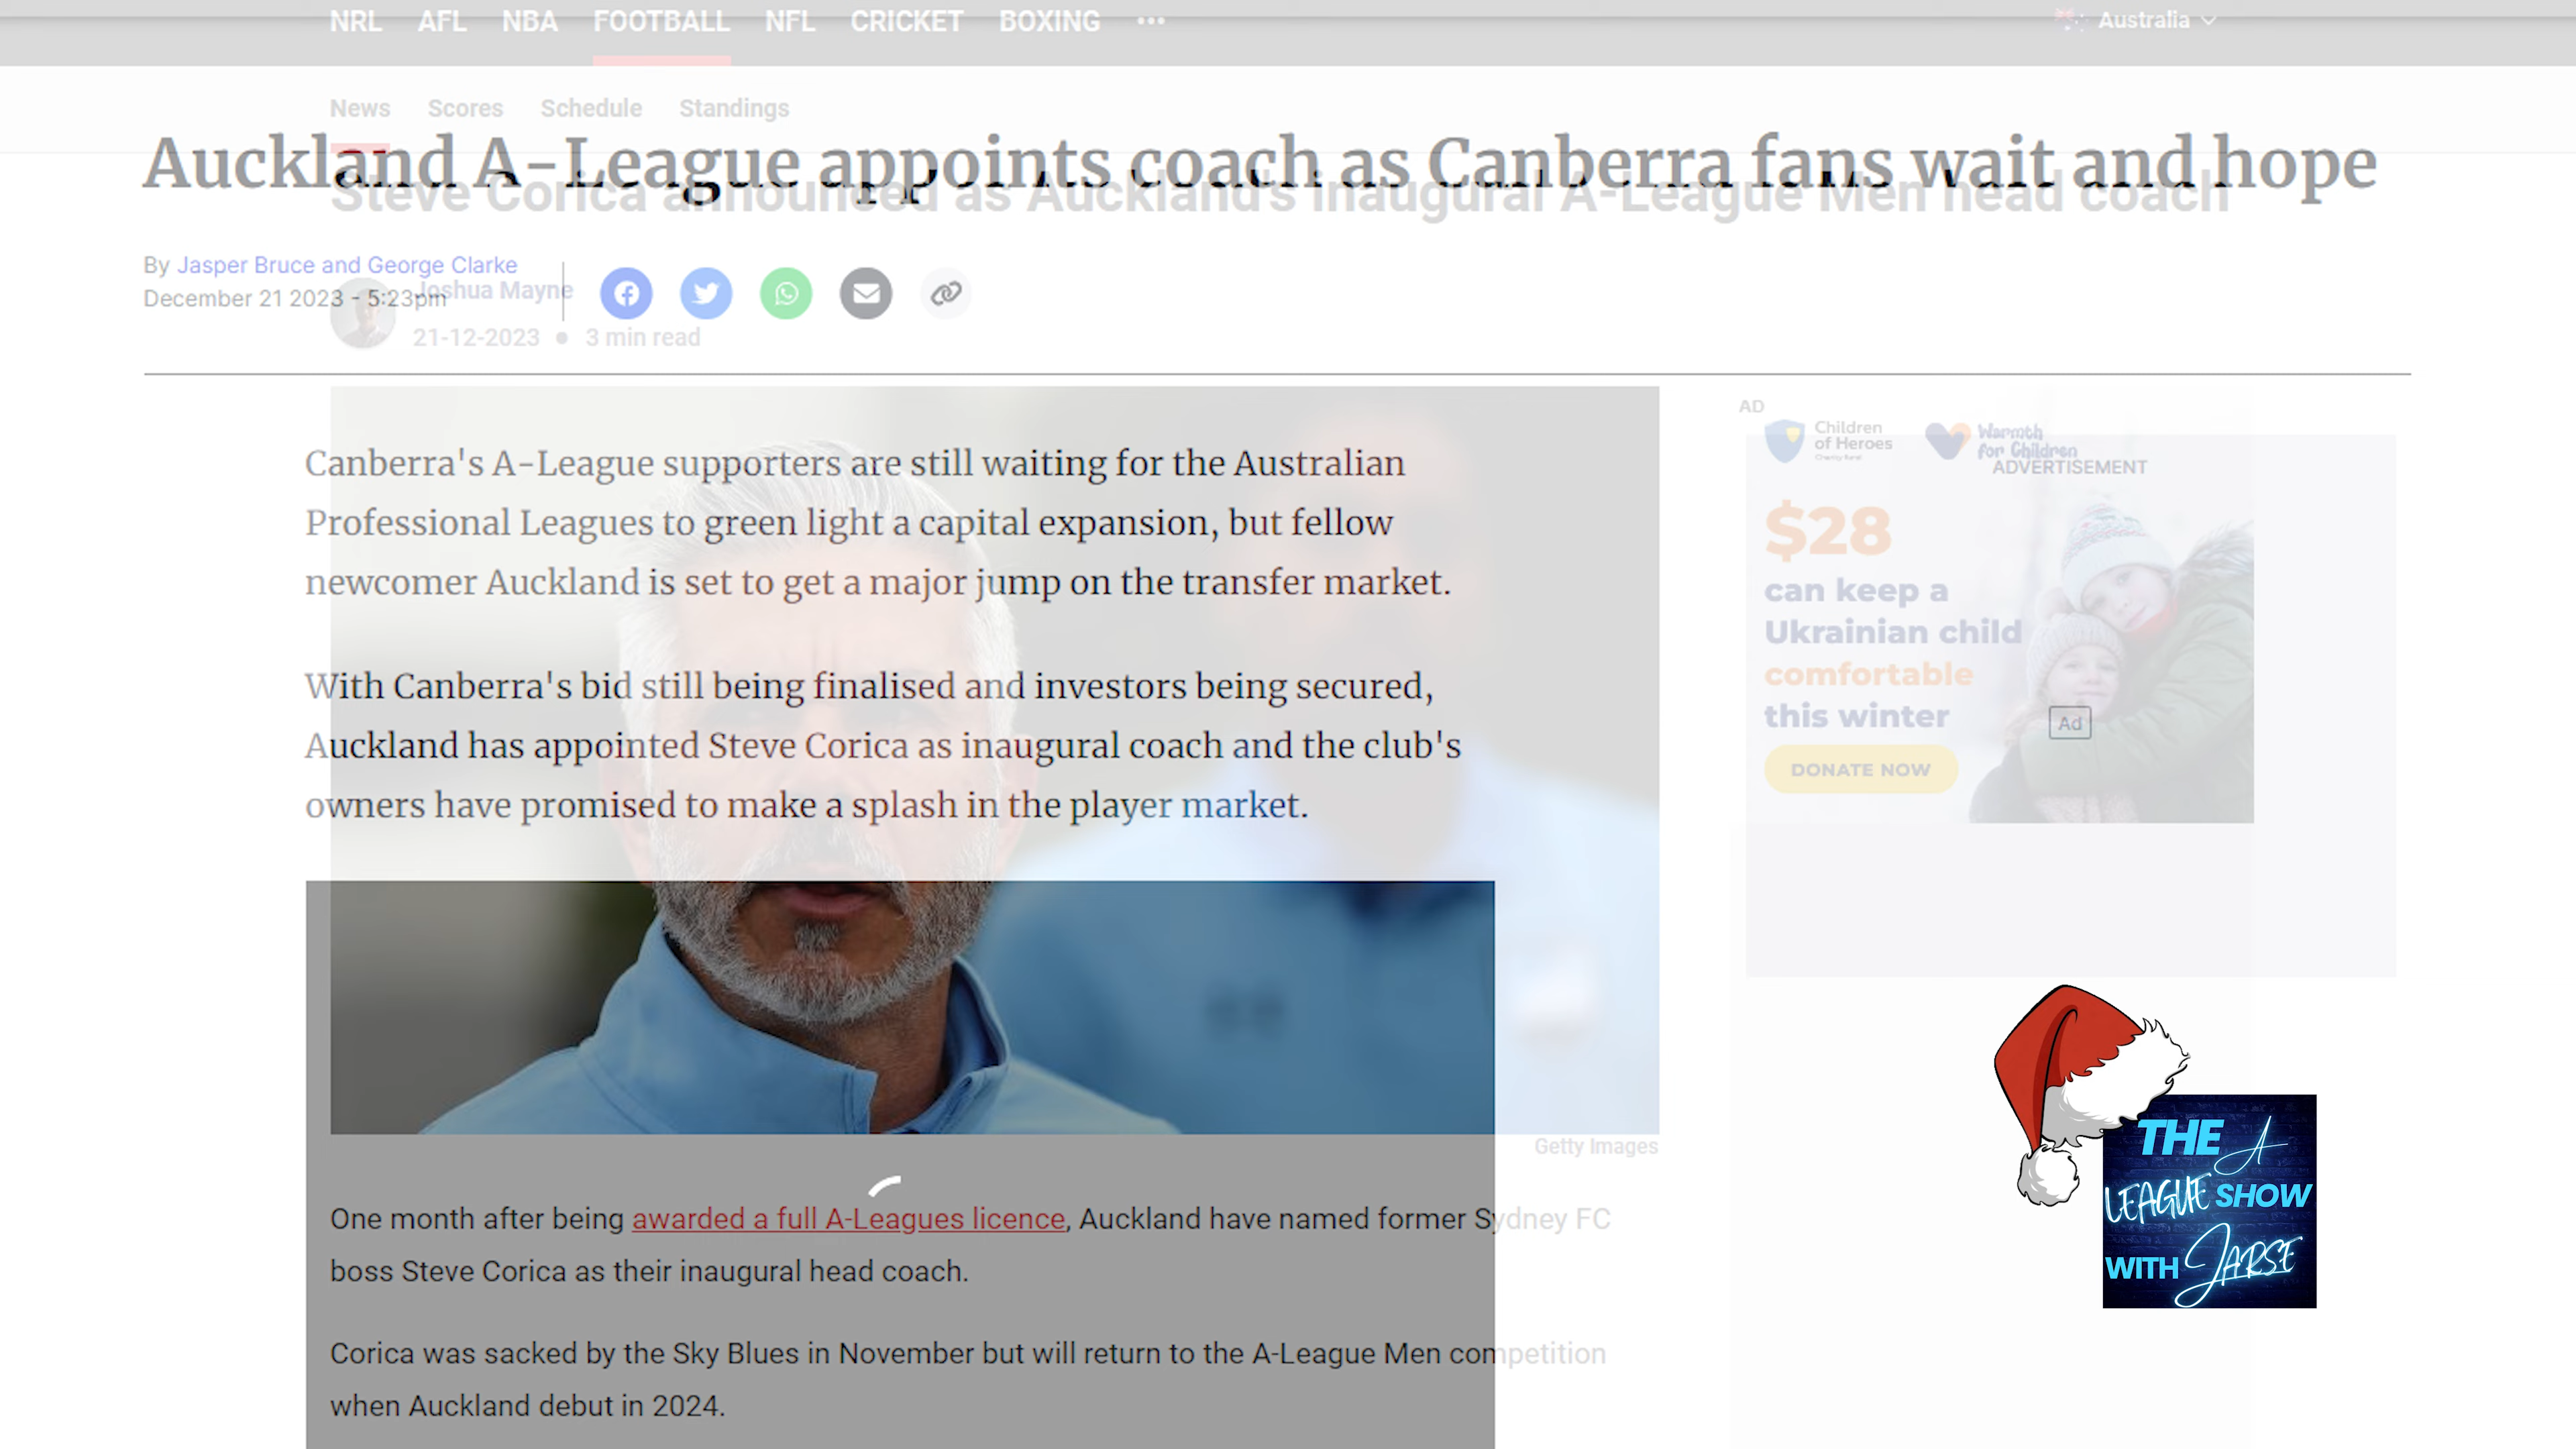 NRL AFL NBA FOOTBALL NFL CRICKET BOXING •••
Australia
News Scores Schedule Standings
Auckland A-League appoints coach as Canberra fans wait and hope
Steve Corica announced as Auckland's inaugural A-League Men head coach
By Jasper Bruce and George Clarke
December 21 2023 - 5:23pm
Joshua Mayne
21-12-2023 • 3 min read
Canberra's A-League supporters are still waiting for the Australian
Professional Leagues to green light a capital expansion, but fellow
newcomer Auckland is set to get a major jump on the transfer market.
With Canberra's bid still being finalised and investors being secured,
Auckland has appointed Steve Corica as inaugural coach and the club's
owners have promised to make a splash in the player market.
AD
Children
of Heroes
Warmth
for Children
ADVERTISEMENT
$28
can keep a
Ukrainian child
comfortable
this winter
Ad
DONATE NOW
Getty Images
One month after being awarded a full A-Leagues licence, Auckland have named former Sydney FC
boss Steve Corica as their inaugural head coach.
Corica was sacked by the Sky Blues in November but will return to the A-League Men competition
when Auckland debut in 2024.
THE A
LEAGUE SHOW
WITH JARSE